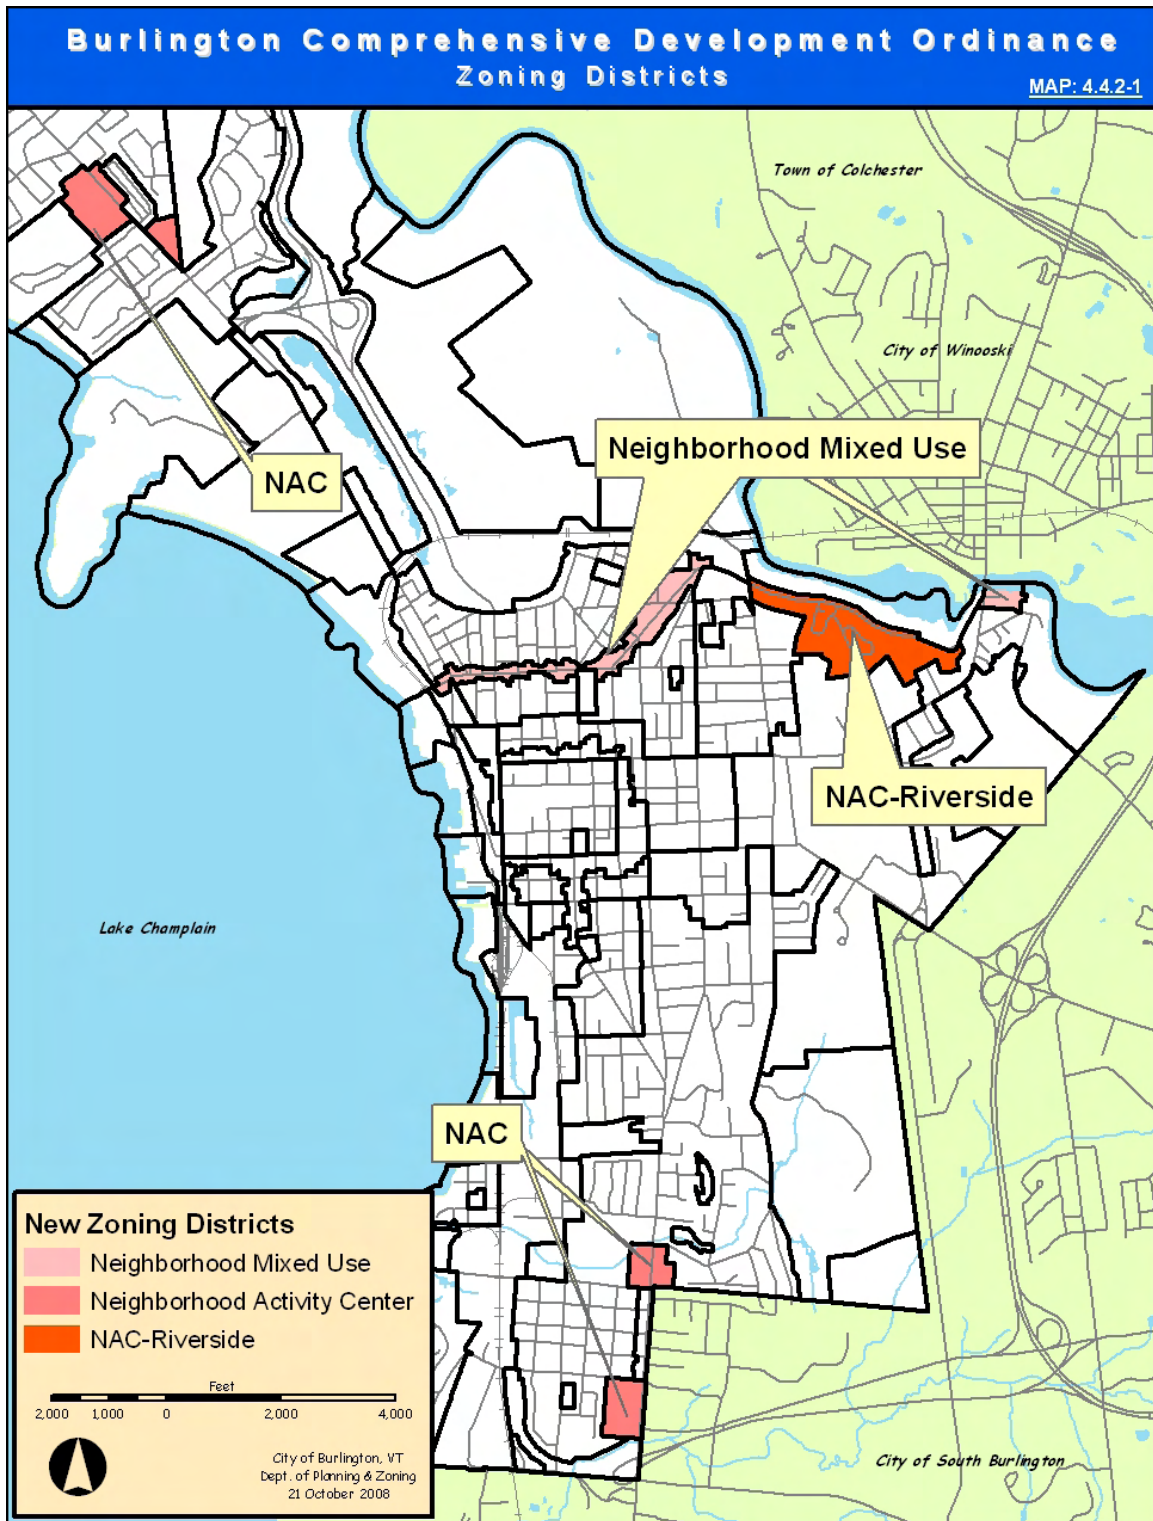 Burlington Comprehensive Development Ordinance
Zoning Districts
MAP: 4.4.2-1
Town of Colchester
City of Winooski
Neighborhood Mixed Use
NAC
NAC-Riverside
Lake Champlain
NAC
New Zoning Districts
Neighborhood Mixed Use
Neighborhood Activity Center
NAC-Riverside
Feet
2,000 1,000 0 2,000 4,000
City of Burlington, VT
Dept. of Planning & Zoning
21 October 2008
City of South Burlington